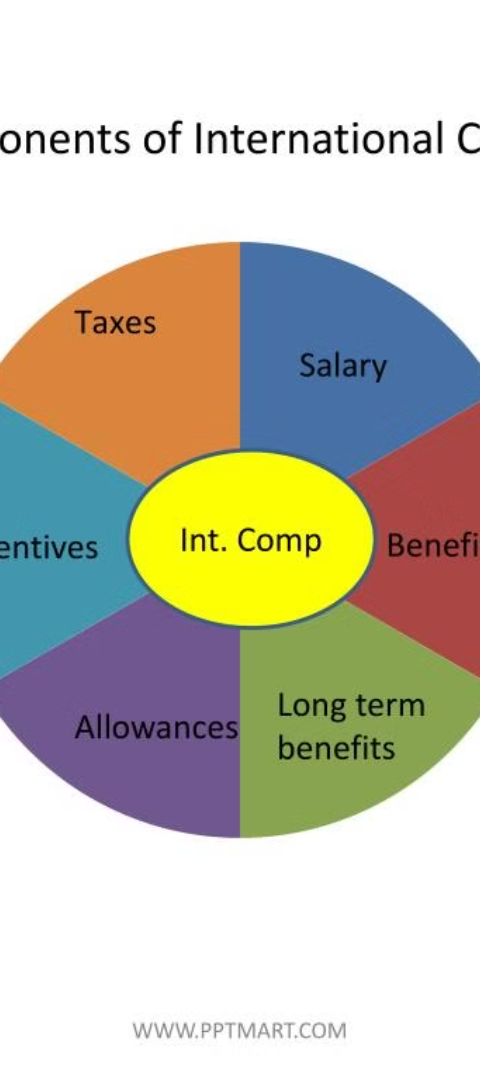 onents of International C
Taxes
Salary
entives
Int. Comp
Benefi
Allowances
Long term
benefits
WWW.PPTMART.COM